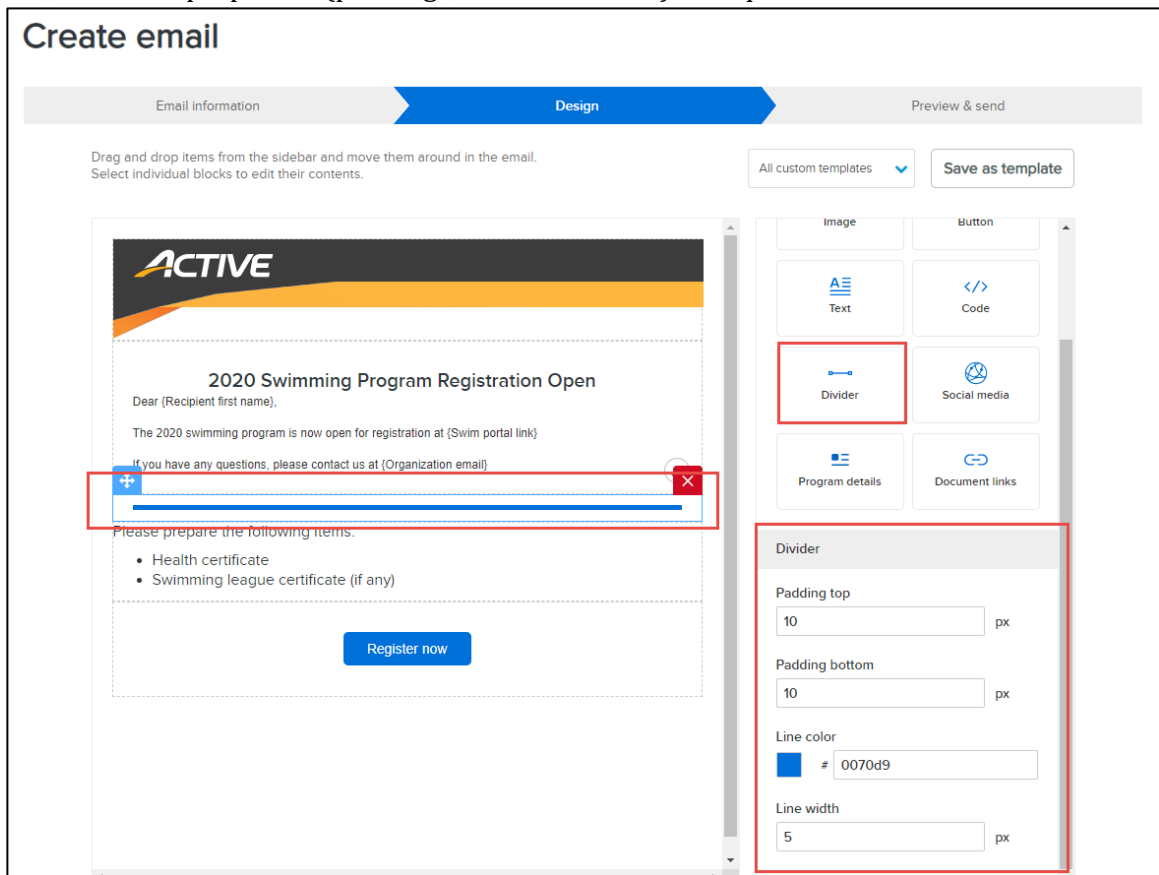 Create email
Email information
Design
Preview & send
Drag and drop items from the sidebar and move them around in the email.
Select individual blocks to edit their contents.
All custom templates
Save as template
ACTIVE
2020 Swimming Program Registration Open
Dear {Recipient first name},
The 2020 swimming program is now open for registration at {Swim portal link}
If you have any questions, please contact us at {Organization email}
Please prepare the following items:
• Health certificate
• Swimming league certificate (if any)
Register now
Image
Button
Text
Code
Divider
Social media
Program details
Document links
Divider
Padding top
10 px
Padding bottom
10 px
Line color
# 0070d9
Line width
5 px